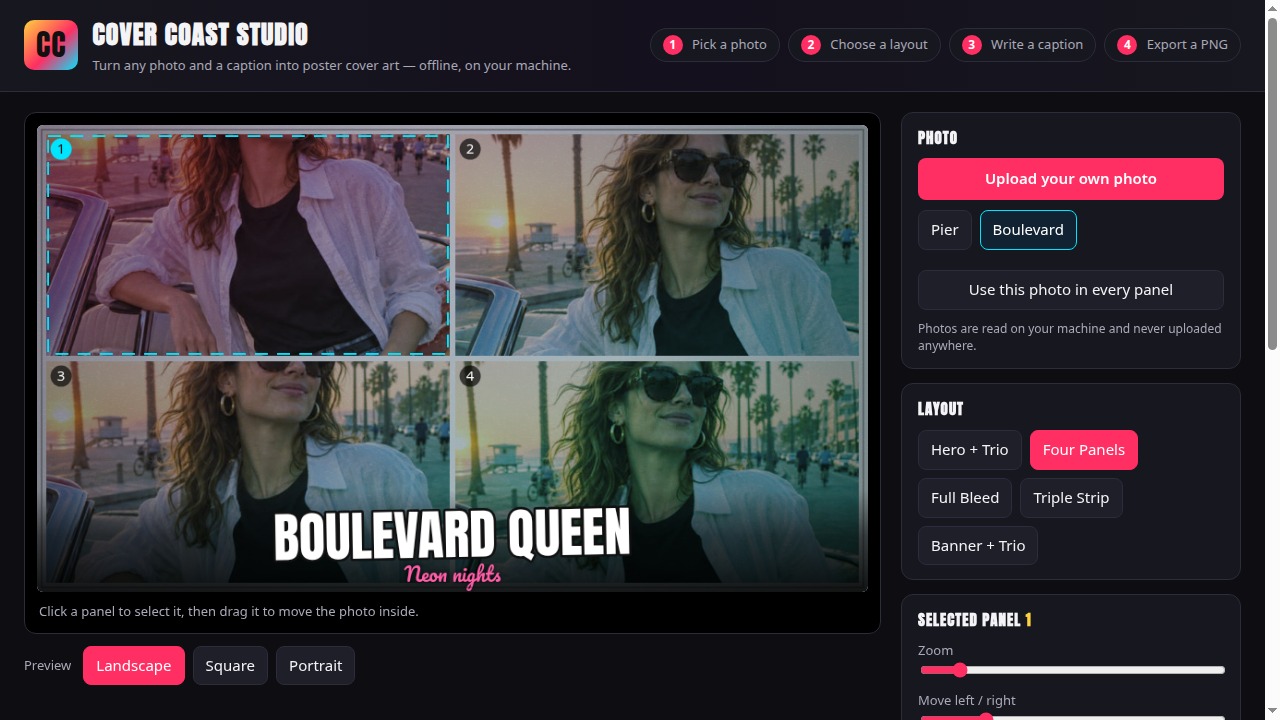 CC
COVER COAST STUDIO
Turn any photo and a caption into poster cover art — offline, on your machine.
1 Pick a photo
2 Choose a layout
3 Write a caption
4 Export a PNG
1
2
3
4
BOULEVARD QUEEN
Neon nights
Click a panel to select it, then drag it to move the photo inside.
Preview Landscape Square Portrait
PHOTO
Upload your own photo
Pier Boulevard
Use this photo in every panel
Photos are read on your machine and never uploaded
anywhere.
LAYOUT
Hero + Trio Four Panels
Full Bleed Triple Strip
Banner + Trio
SELECTED PANEL 1
Zoom
Move left / right